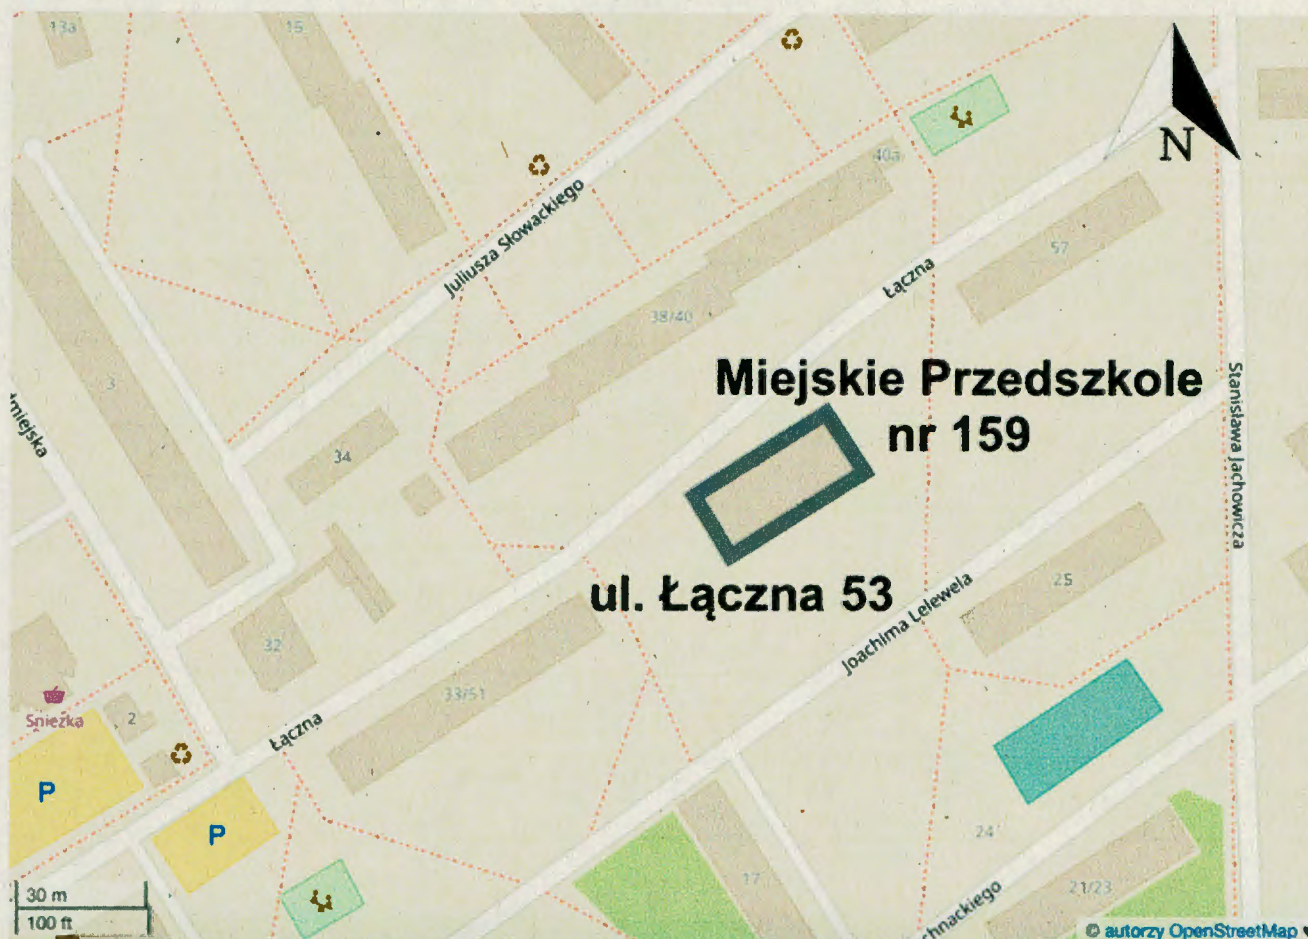 13a
15
N
40a
Juliusza Słowackiego
57
Łączna
38/40
3
Miejskie Przedszkole
nr 159
Stanisława Jachowicza
34
ul. Łączna 53
25
Joachima Lelewela
32
33/51
Śnieżka
2
Łączna
P
P
24
17
21/23
30 m
100 ft
© autorzy OpenStreetMap